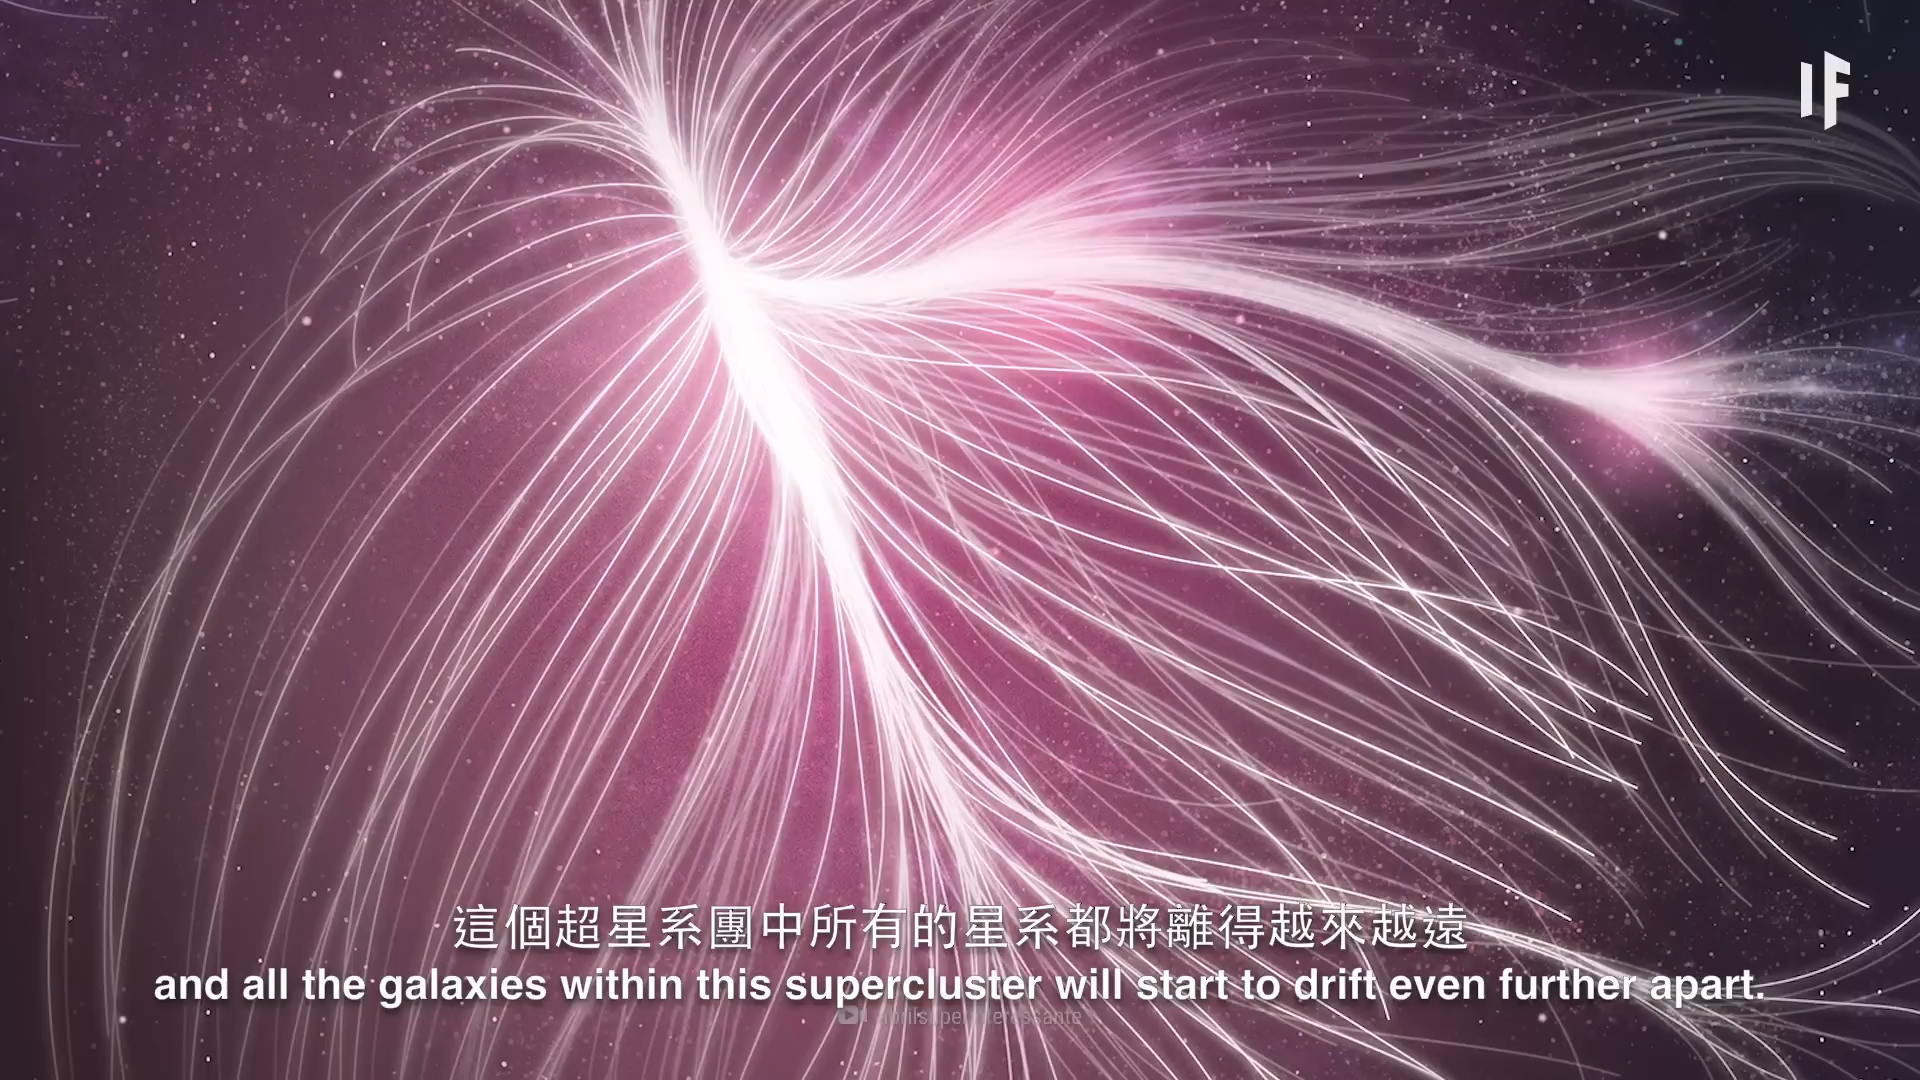 IF
這個超星系團中所有的星系都將離得越來越遠
and all the galaxies within this supercluster will start to drift even further apart.